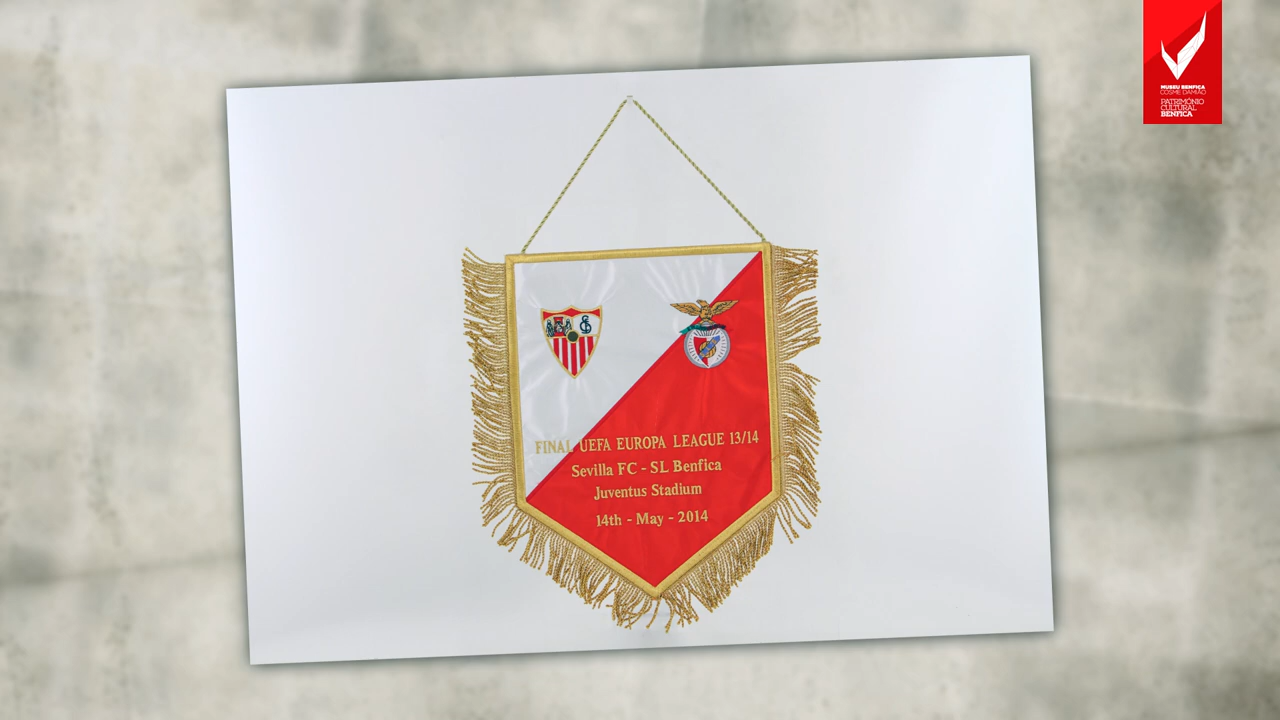 MUSEU BENFICA
COSME DAMIÃO
PATRIMÓNIO
CULTURAL
BENFICA
FINAL UEFA EUROPA LEAGUE 13/14
Sevilla FC - SL Benfica
Juventus Stadium
14th - May - 2014